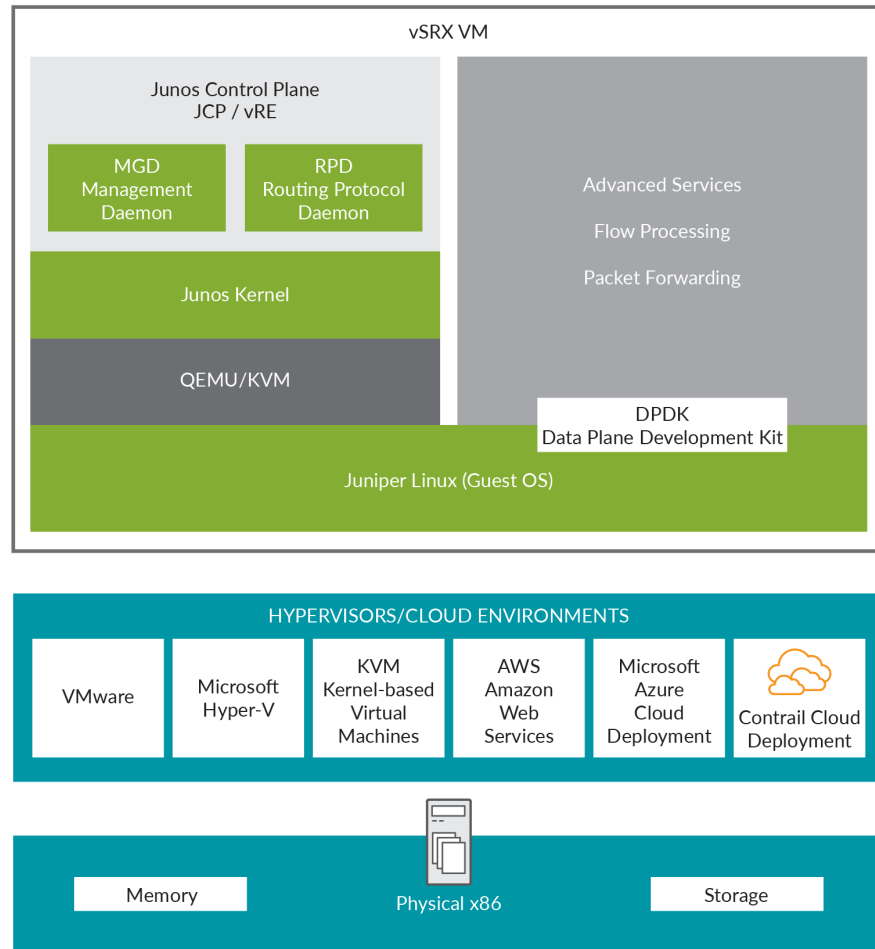 vSRX VM
Junos Control Plane
JCP / vRE
MGD
Management
Daemon
RPD
Routing Protocol
Daemon
Junos Kernel
QEMU/KVM
Advanced Services
Flow Processing
Packet Forwarding
DPDK
Data Plane Development Kit
Juniper Linux (Guest OS)
HYPERVISORS/CLOUD ENVIRONMENTS
VMware
Microsoft
Hyper-V
KVM
Kernel-based
Virtual
Machines
AWS
Amazon
Web
Services
Microsoft
Azure
Cloud
Deployment
Contrail Cloud
Deployment
Memory
Physical x86
Storage